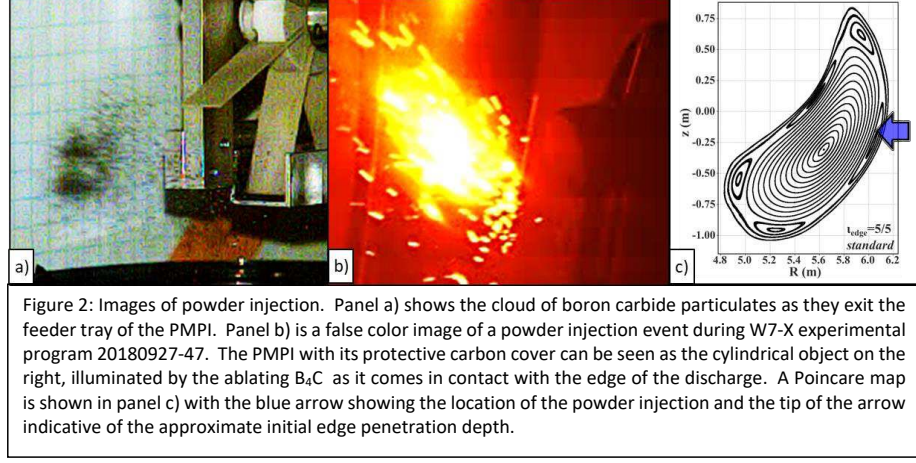 0.75
0.50
0.25
0.00
-0.25
-0.50
-0.75
-1.00
z (m)
4.8 5.0 5.2 5.4 5.6 5.8 6.0 6.2
R (m)
ɩedge=5/5
standard
a)
b)
c)
Figure 2: Images of powder injection. Panel a) shows the cloud of boron carbide particulates as they exit the
feeder tray of the PMPI. Panel b) is a false color image of a powder injection event during W7-X experimental
program 20180927-47. The PMPI with its protective carbon cover can be seen as the cylindrical object on the
right, illuminated by the ablating B₄C as it comes in contact with the edge of the discharge. A Poincare map
is shown in panel c) with the blue arrow showing the location of the powder injection and the tip of the arrow
indicative of the approximate initial edge penetration depth.